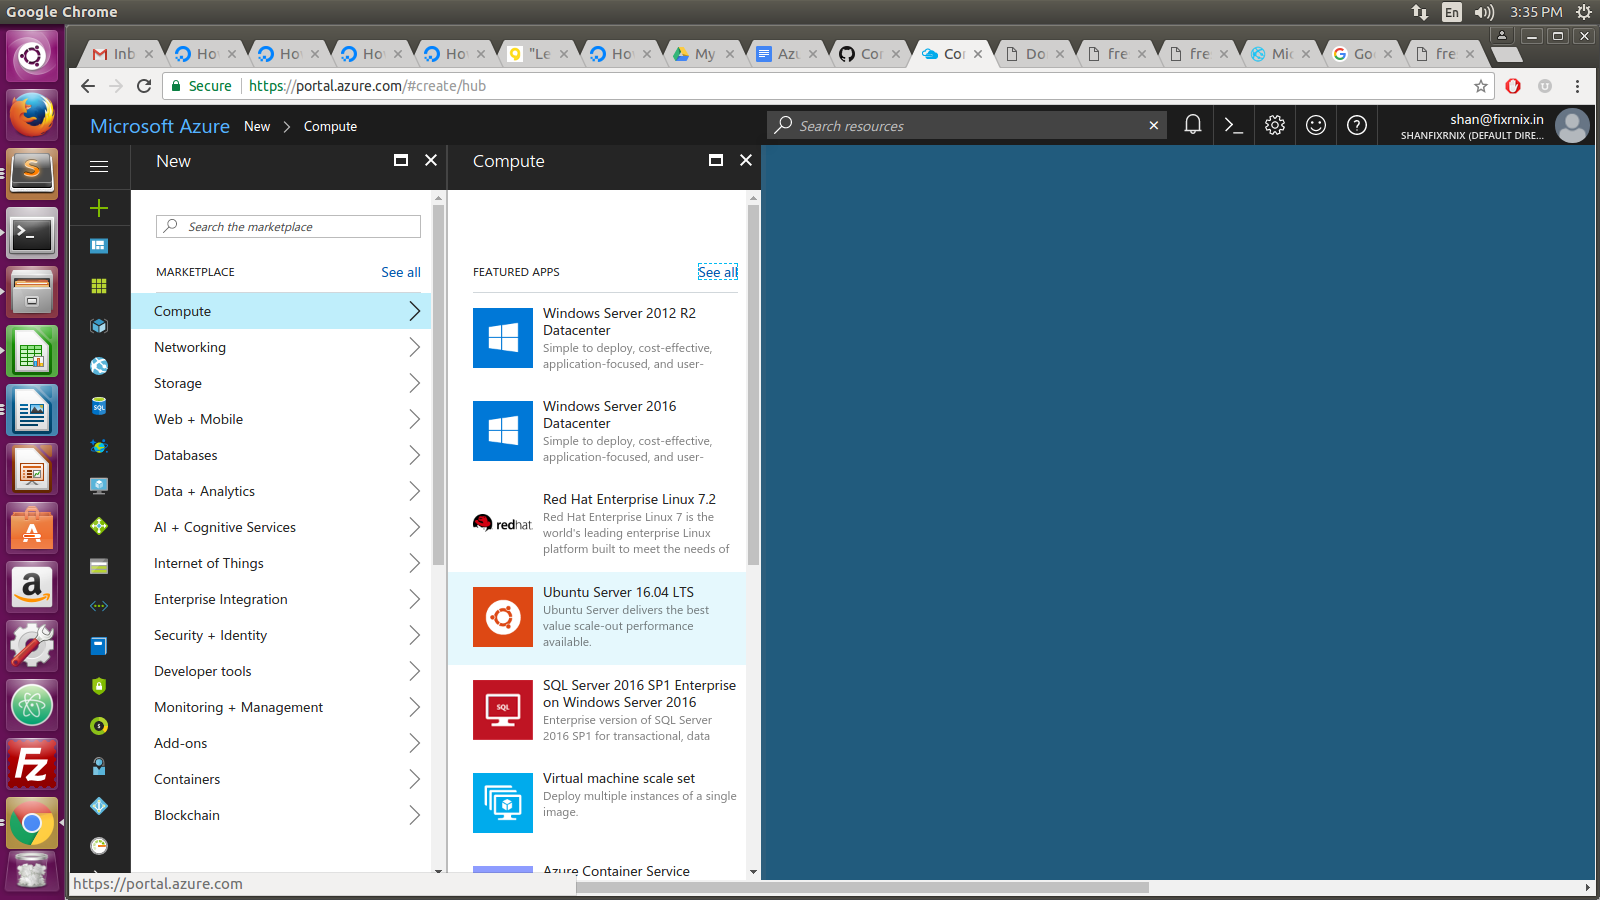 Google Chrome
En
3:35 PM
Inb
Ho
Ho
Ho
Ho
"Le
Ho
My
Azu
Cor
Cor
Do
fre
fre
Mic
Goo
fre
Secure
https://portal.azure.com/#create/hub
Microsoft Azure
New
Compute
Search resources
shan@fixrnix.in
SHANFIXRNIX (DEFAULT DIRE...
New
Compute
Search the marketplace
MARKETPLACE
See all
Compute
Networking
Storage
Web + Mobile
Databases
Data + Analytics
AI + Cognitive Services
Internet of Things
Enterprise Integration
Security + Identity
Developer tools
Monitoring + Management
Add-ons
Containers
Blockchain
FEATURED APPS
See all
Windows Server 2012 R2
Datacenter
Simple to deploy, cost-effective,
application-focused, and user-
Windows Server 2016
Datacenter
Simple to deploy, cost-effective,
application-focused, and user-
redhat.
Red Hat Enterprise Linux 7.2
Red Hat Enterprise Linux 7 is the
world's leading enterprise Linux
platform built to meet the needs of
Ubuntu Server 16.04 LTS
Ubuntu Server delivers the best
value scale-out performance
available.
SQL
SQL Server 2016 SP1 Enterprise
on Windows Server 2016
Enterprise version of SQL Server
2016 SP1 for transactional, data
Virtual machine scale set
Deploy multiple instances of a single
image.
Azure Container Service
SQL
https://portal.azure.com